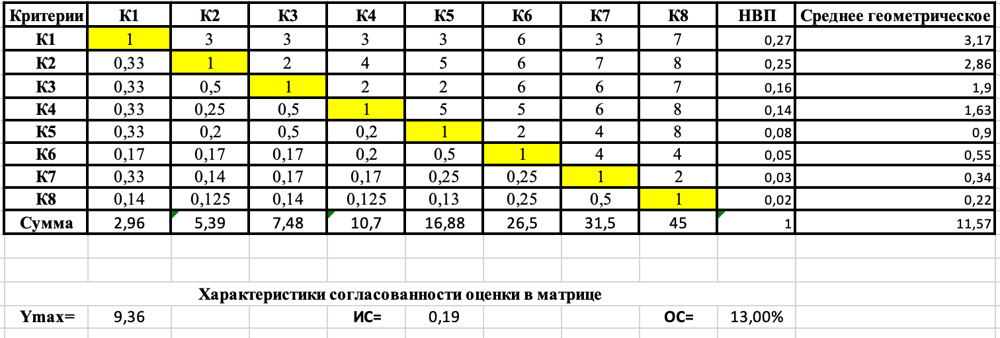 Критерии К1 К2 К3 К4 К5 К6 К7 К8 НВП Среднее геометрическое
К1 1 3 3 3 3 6 3 7 0,27 3,17
К2 0,33 1 2 4 5 6 7 8 0,25 2,86
К3 0,33 0,5 1 2 2 6 6 7 0,16 1,9
К4 0,33 0,25 0,5 1 5 5 6 8 0,14 1,63
К5 0,33 0,2 0,5 0,2 1 2 4 8 0,08 0,9
К6 0,17 0,17 0,17 0,2 0,5 1 4 4 0,05 0,55
К7 0,33 0,14 0,17 0,17 0,25 0,25 1 2 0,03 0,34
К8 0,14 0,125 0,14 0,125 0,13 0,25 0,5 1 0,02 0,22
Сумма 2,96 5,39 7,48 10,7 16,88 26,5 31,5 45 1 11,57
Характеристики согласованности оценки в матрице
Ymax= 9,36 ИС= 0,19 ОС= 13,00%